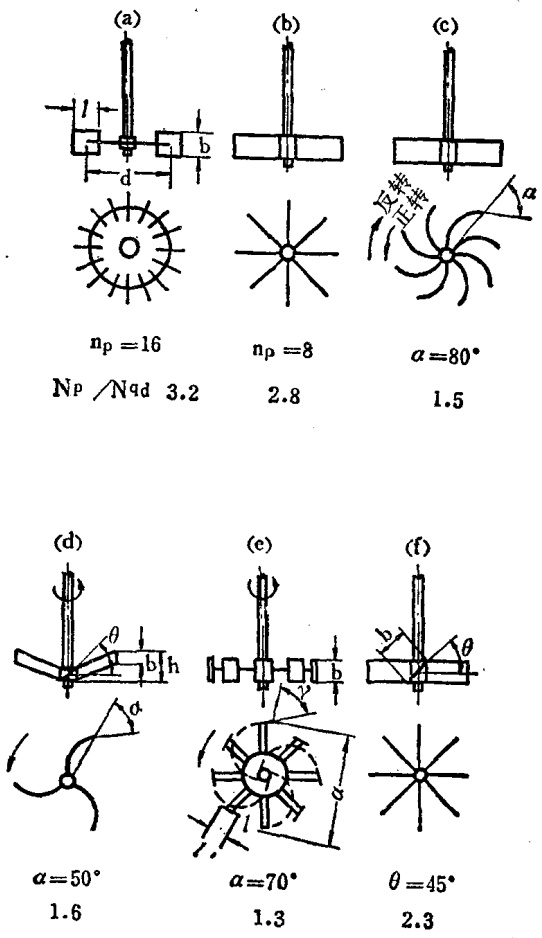 (a) (b) (c)
l b
d
反转
正转
α
np=16 np=8 α=80°
Np/Nqd 3.2 2.8 1.5
(d) (e) (f)
θ b h b b θ
α
d
l
α=50° α=70° θ=45°
1.6 1.3 2.3